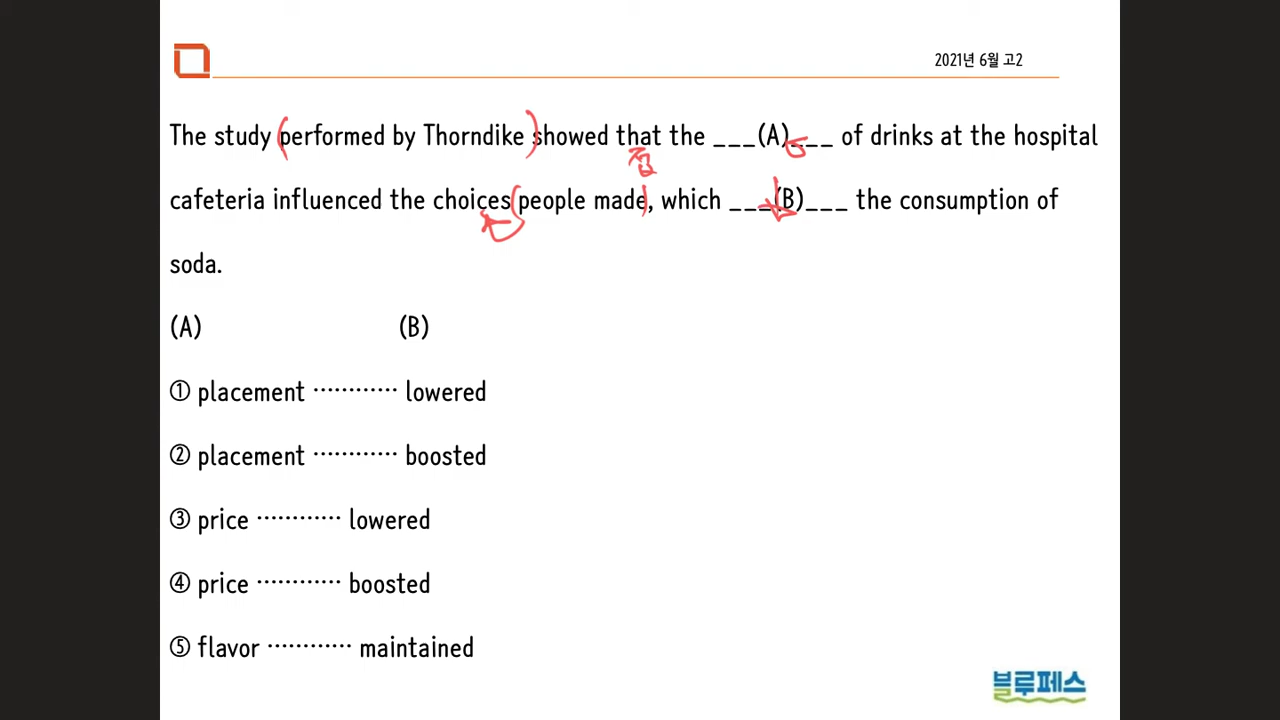 2021년 6월 고2
The study (performed by Thorndike) showed that the ___(A)___ of drinks at the hospital
cafeteria influenced the choices (people made), which ___(B)___ the consumption of
soda.
(A) (B)
① placement ············ lowered
② placement ············ boosted
③ price ············ lowered
④ price ············ boosted
⑤ flavor ············ maintained
블루페스